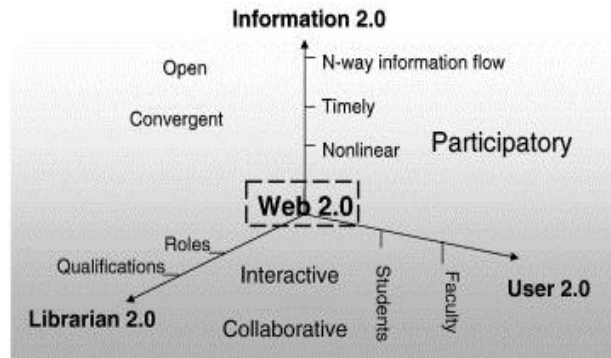 Information 2.0
Open
N-way information flow
Convergent
Timely
Participatory
Nonlinear
Web 2.0
Roles
Qualifications
Interactive
Students
Faculty
Librarian 2.0
User 2.0
Collaborative